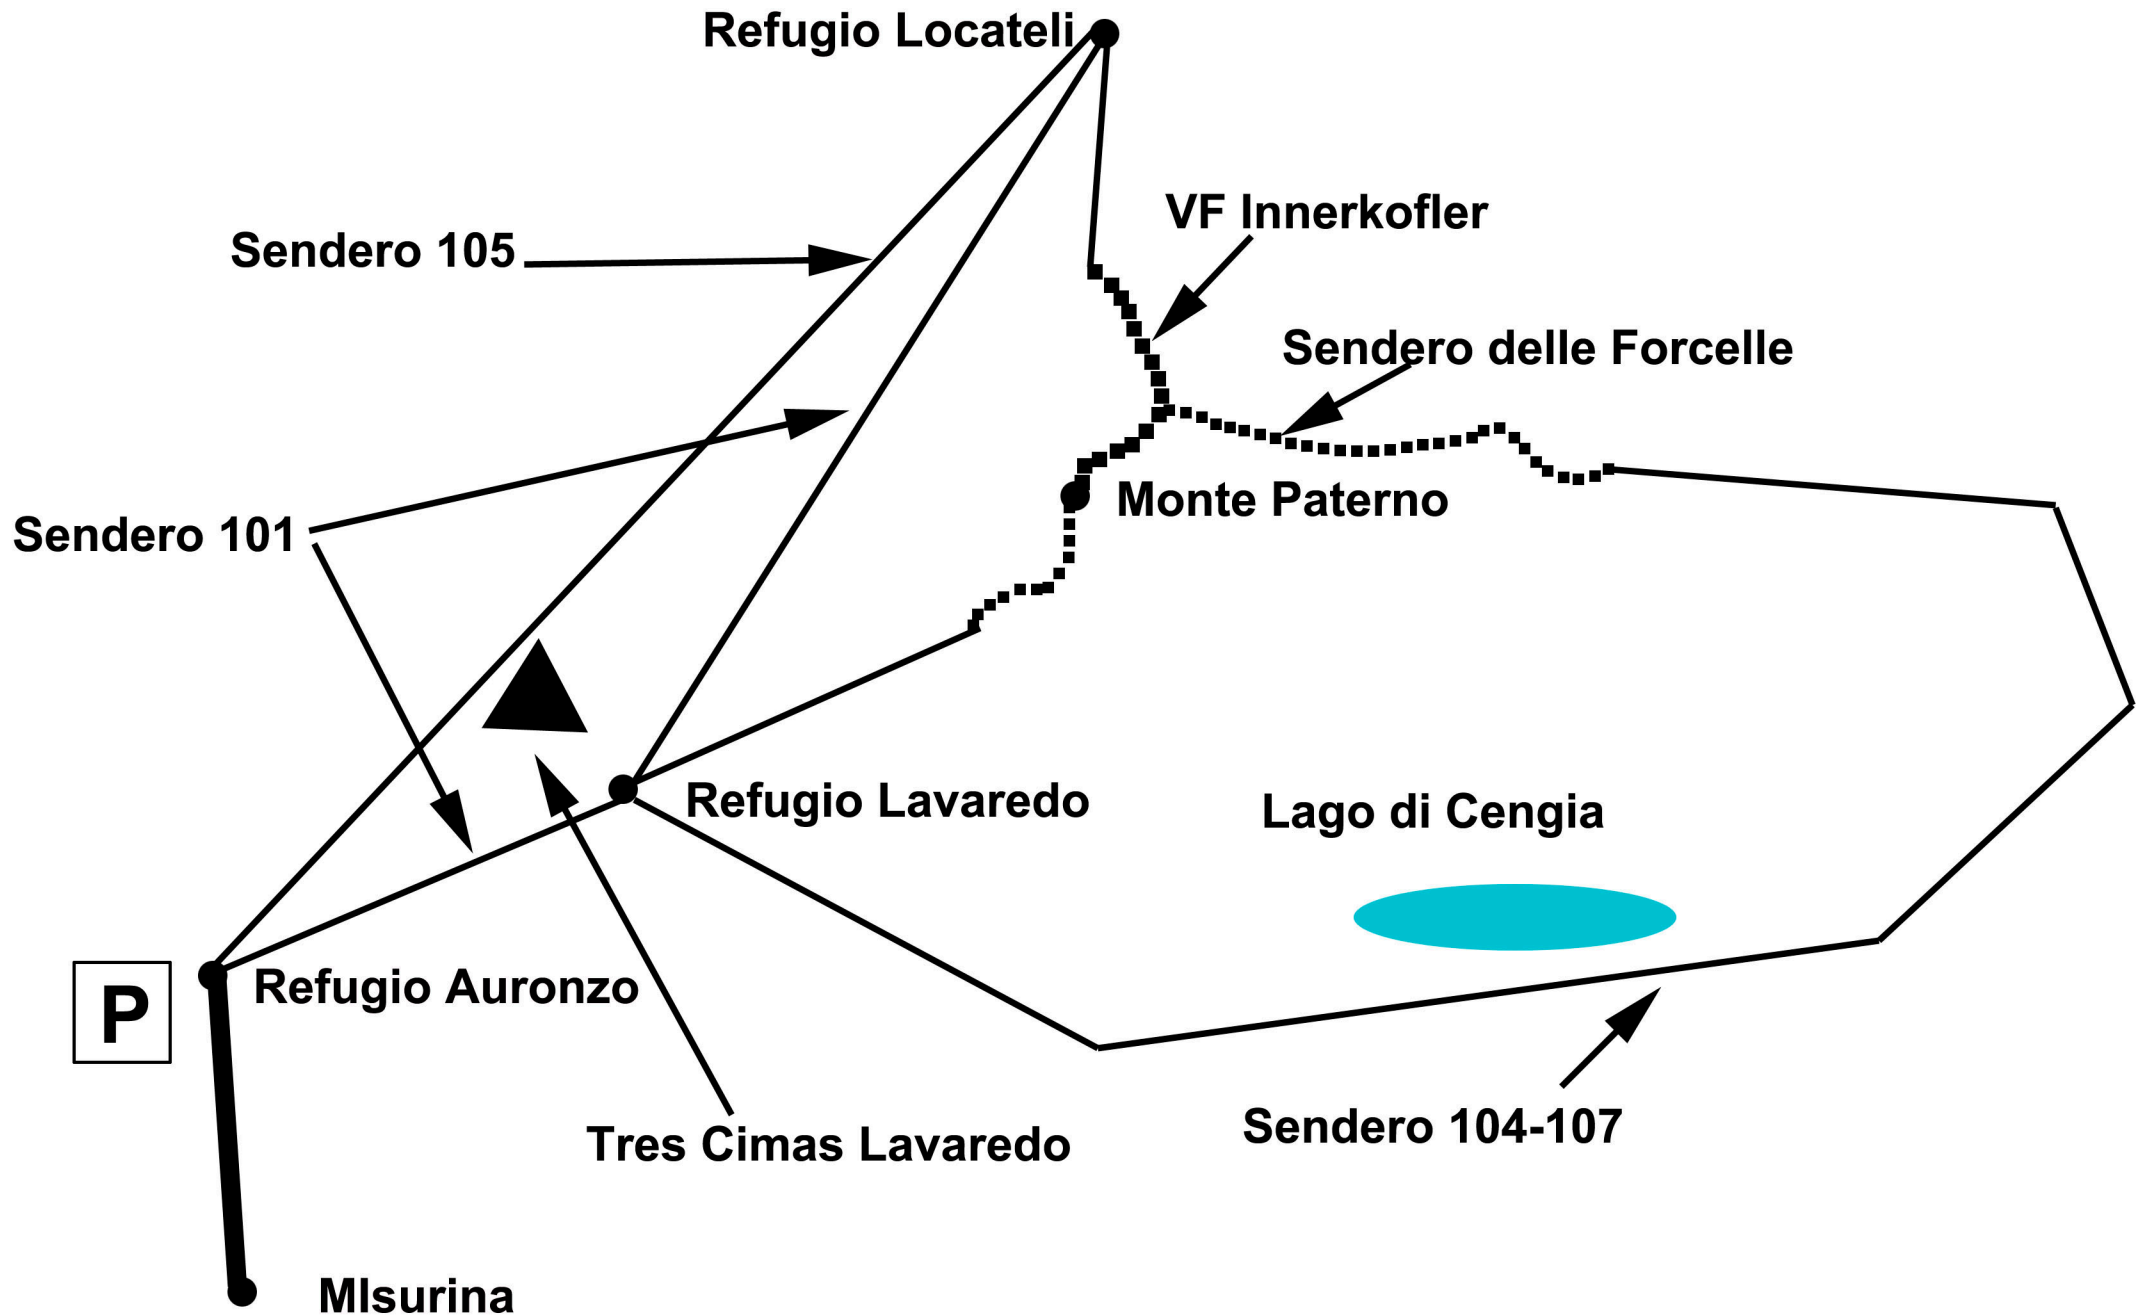 Refugio Locateli
VF Innerkofler
Sendero 105
Sendero delle Forcelle
Monte Paterno
Sendero 101
Refugio Lavaredo
Lago di Cengia
Refugio Auronzo
P
Sendero 104-107
Tres Cimas Lavaredo
MIsurina